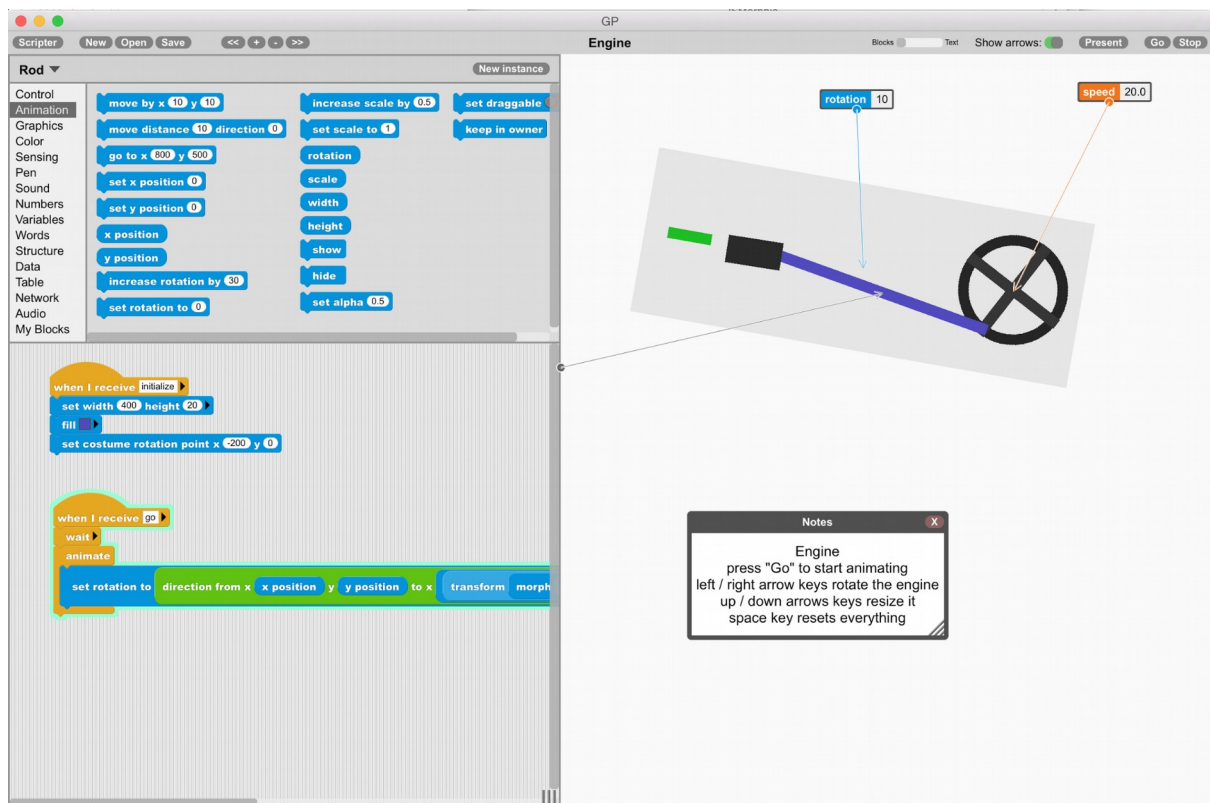 GP
Scripter New Open Save << + - >> Engine Blocks Text Show arrows: Present Go Stop
Rod New instance
Control
Animation
Graphics
Color
Sensing
Pen
Sound
Numbers
Variables
Words
Structure
Data
Table
Network
Audio
My Blocks
move by x 10 y 10
move distance 10 direction 0
go to x 800 y 500
set x position 0
set y position 0
x position
y position
increase rotation by 30
set rotation to 0
increase scale by 0.5
set scale to 1
rotation
scale
width
height
show
hide
set alpha 0.5
set draggable
keep in owner
when I receive initialize
set width 400 height 20
fill
set costume rotation point x -200 y 0
when I receive go
wait
animate
set rotation to direction from x x position y y position to x transform morph
rotation 10
speed 20.0
Notes X
Engine
press "Go" to start animating
left / right arrow keys rotate the engine
up / down arrows keys resize it
space key resets everything